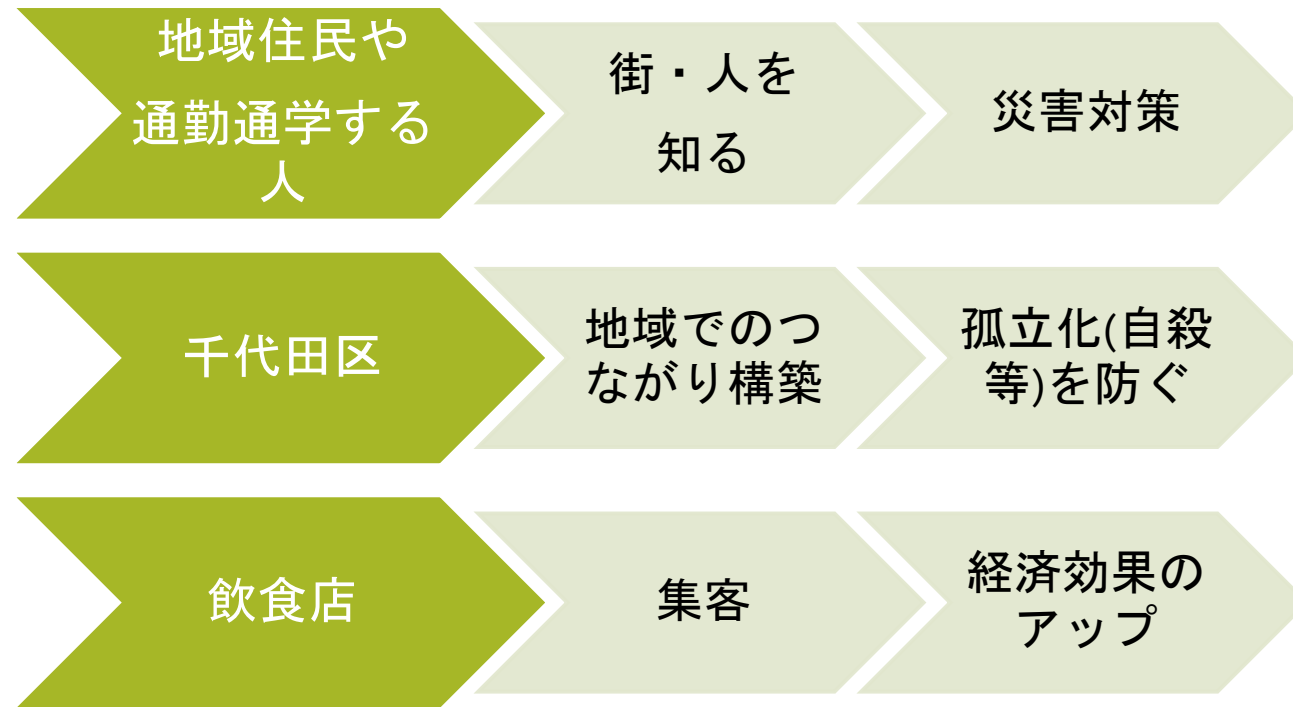 地域住民や
通勤通学する
人
街・人を
知る
災害対策
千代田区
地域でのつ
ながり構築
孤立化(自殺
等)を防ぐ
飲食店
集客
経済効果の
アップ